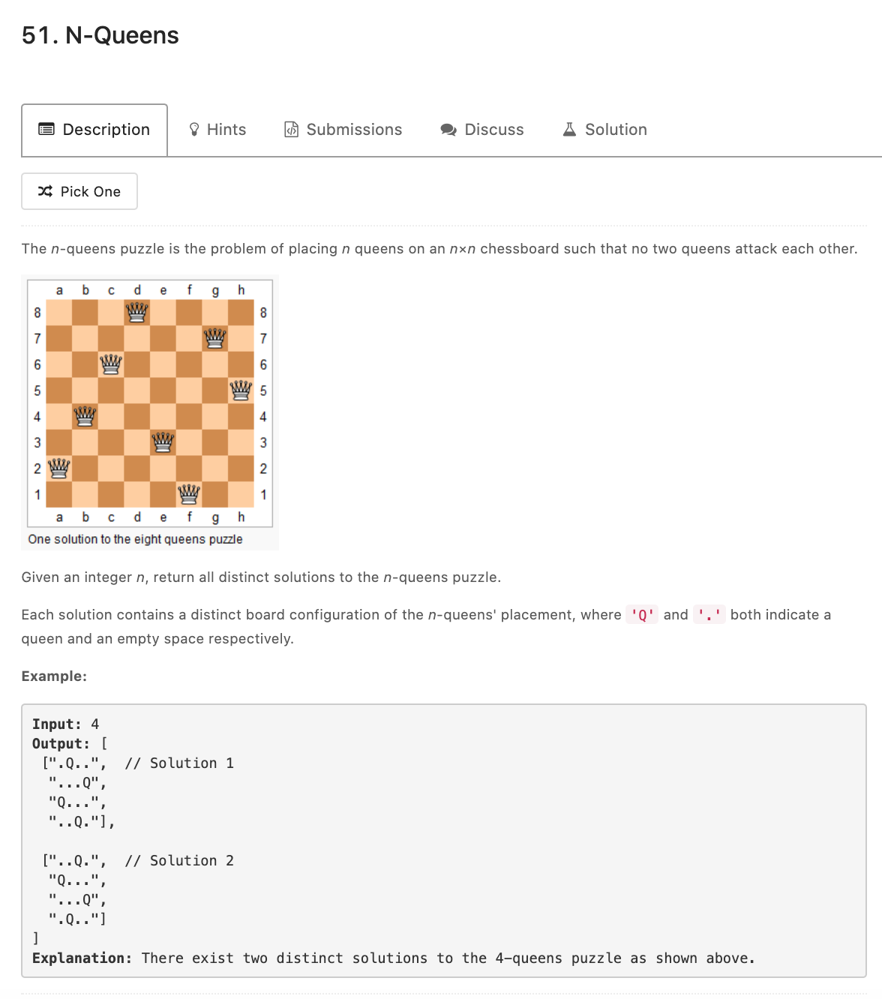 51. N-Queens
Description Hints Submissions Discuss Solution
Pick One
The n-queens puzzle is the problem of placing n queens on an n×n chessboard such that no two queens attack each other.
a b c d e f g h
8 8
7 7
6 6
5 5
4 4
3 3
2 2
1 1
a b c d e f g h
One solution to the eight queens puzzle
Given an integer n, return all distinct solutions to the n-queens puzzle.
Each solution contains a distinct board configuration of the n-queens' placement, where 'Q' and '.' both indicate a
queen and an empty space respectively.
Example:
Input: 4
Output: [
 [".Q..",  // Solution 1
  "...Q",
  "Q...",
  "..Q."],
 ["..Q.",  // Solution 2
  "Q...",
  "...Q",
  ".Q.."]
]
Explanation: There exist two distinct solutions to the 4-queens puzzle as shown above.